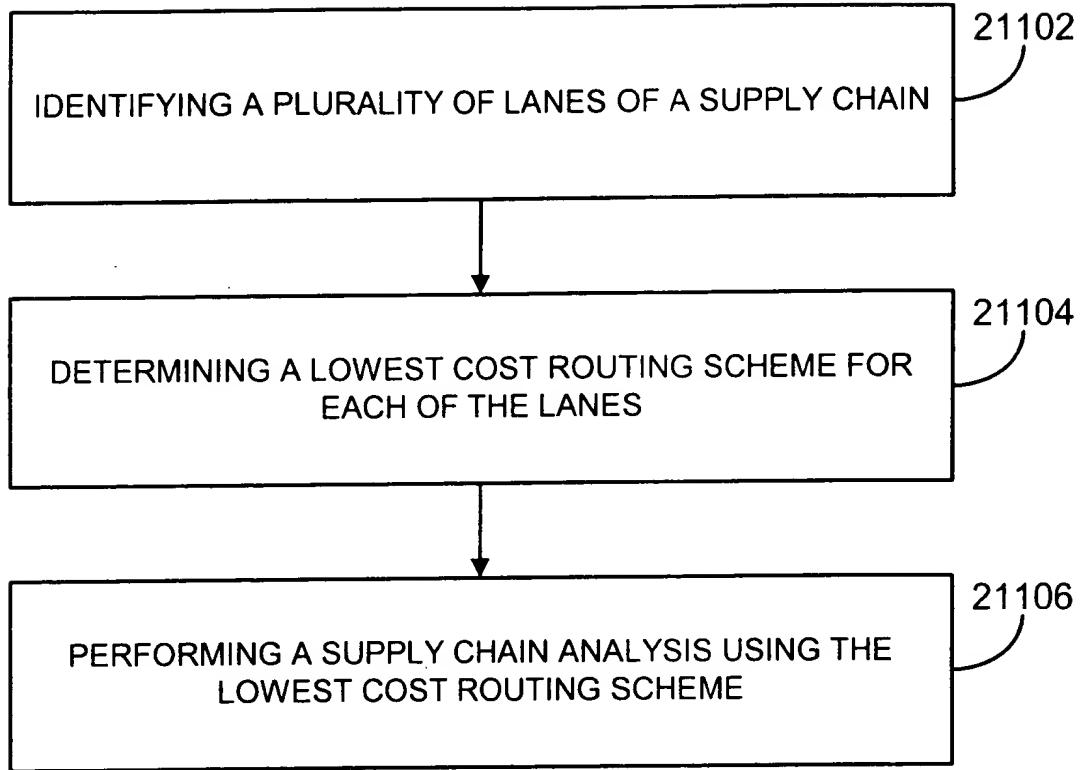 21102
IDENTIFYING A PLURALITY OF LANES OF A SUPPLY CHAIN
21104
DETERMINING A LOWEST COST ROUTING SCHEME FOR
EACH OF THE LANES
21106
PERFORMING A SUPPLY CHAIN ANALYSIS USING THE
LOWEST COST ROUTING SCHEME